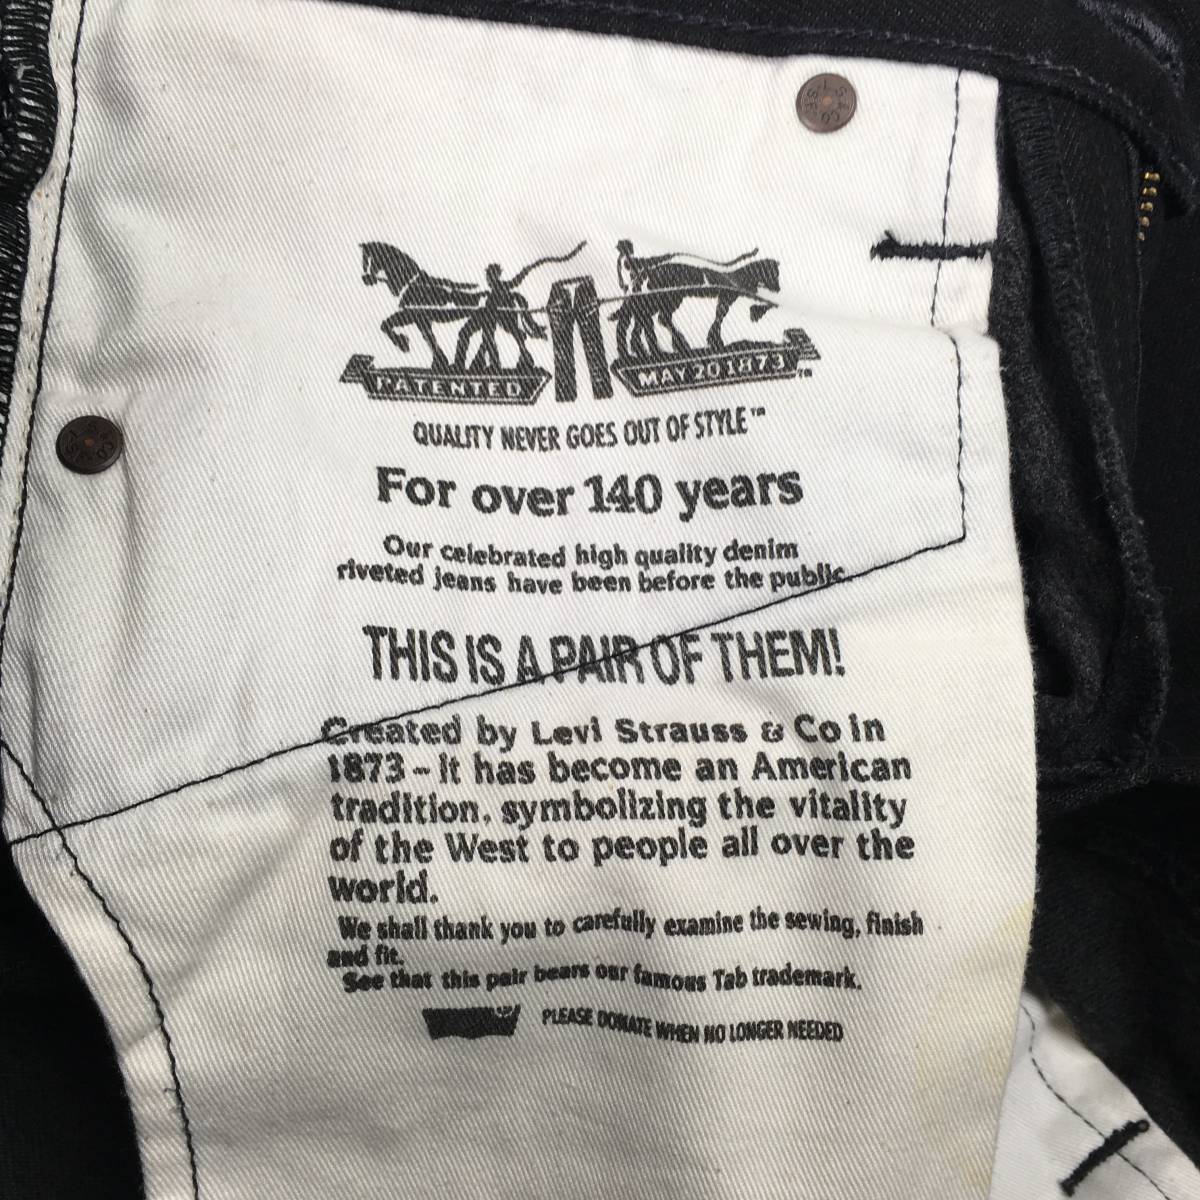 PATENTED
MAY 20 1873 ™
QUALITY NEVER GOES OUT OF STYLE™
For over 140 years
Our celebrated high quality denim
riveted jeans have been before the public
THIS IS A PAIR OF THEM!
Created by Levi Strauss & Co in
1873 – it has become an American
tradition, symbolizing the vitality
of the West to people all over the
world.
We shall thank you to carefully examine the sewing, finish
and fit.
See that this pair bears our famous Tab trademark.
PLEASE DONATE WHEN NO LONGER NEEDED